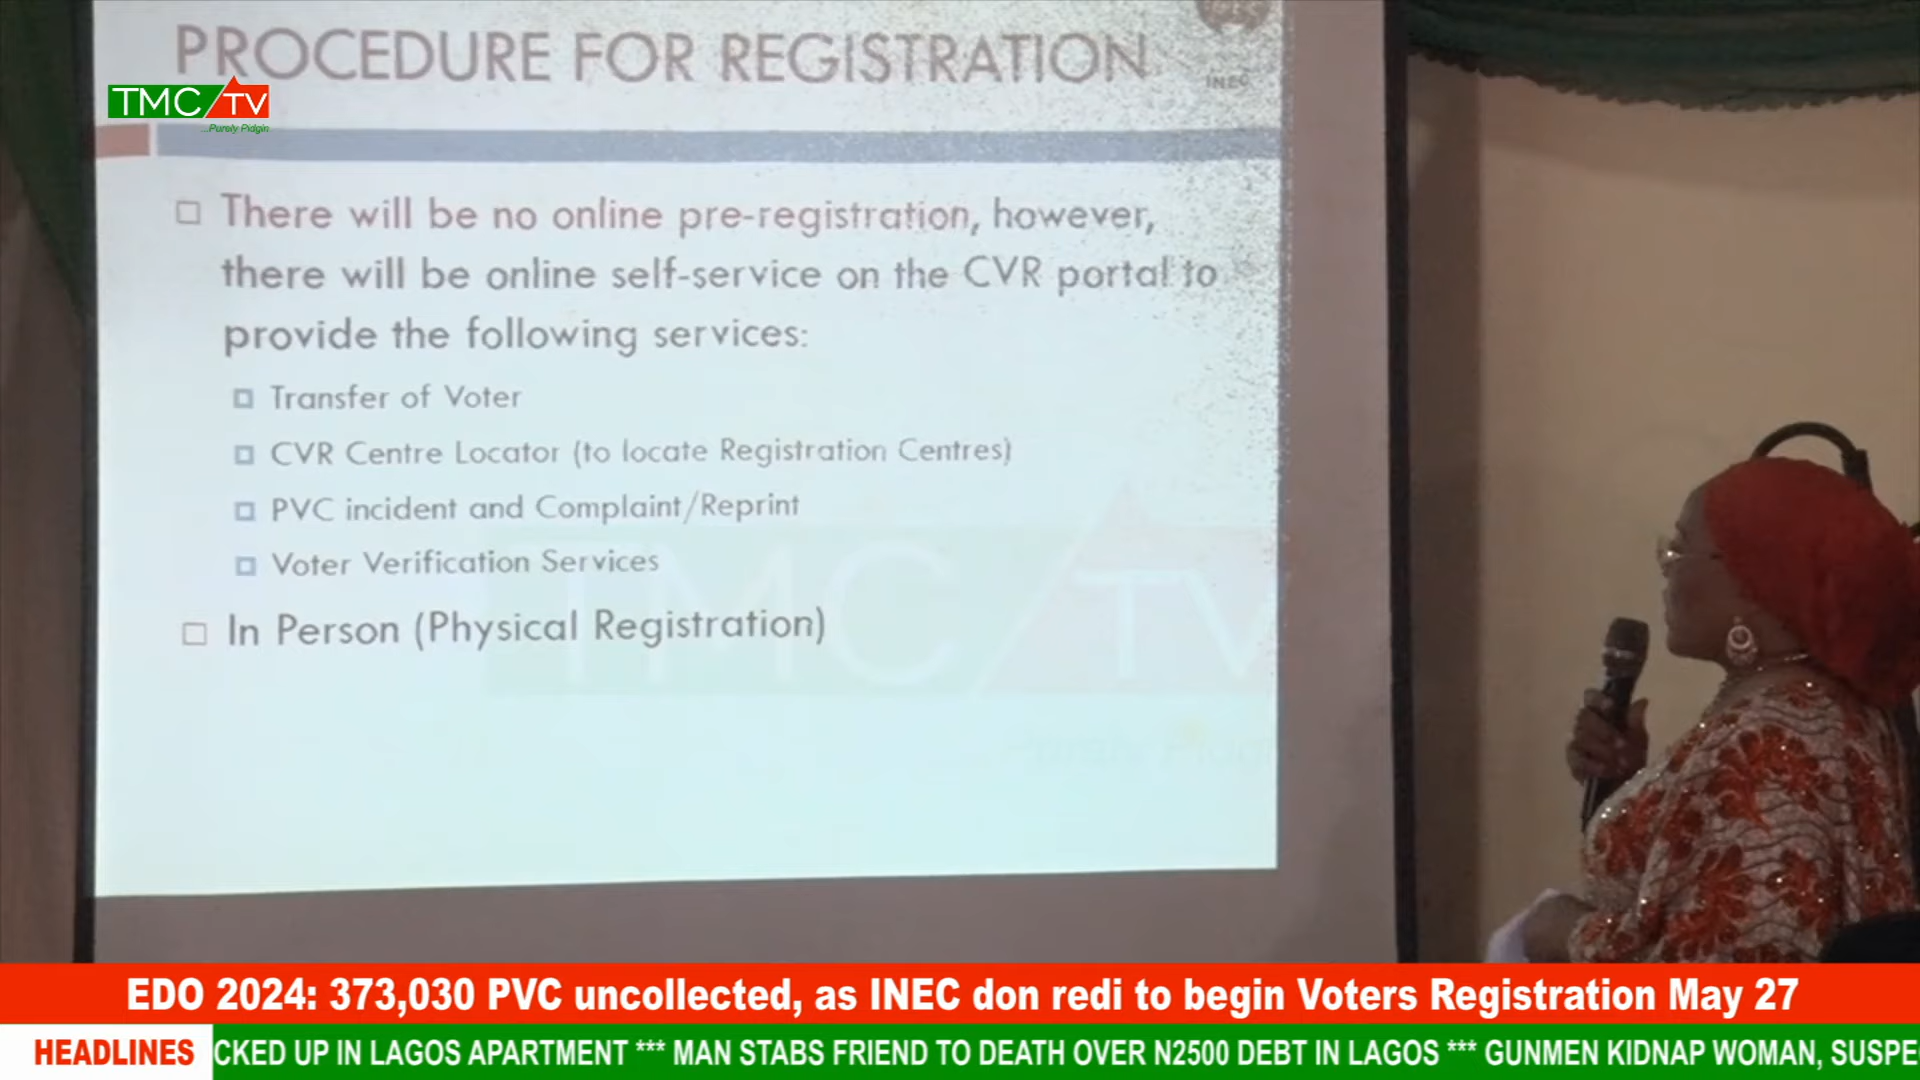 PROCEDURE FOR REGISTRATION
INEC
TMC TV
...Purely Pidgin
There will be no online pre-registration, however,
there will be online self-service on the CVR portal to
provide the following services:
Transfer of Voter
CVR Centre Locator (to locate Registration Centres)
PVC incident and Complaint/Reprint
Voter Verification Services
In Person (Physical Registration)
TMC TV
EDO 2024: 373,030 PVC uncollected, as INEC don redi to begin Voters Registration May 27
HEADLINES CKED UP IN LAGOS APARTMENT *** MAN STABS FRIEND TO DEATH OVER N2500 DEBT IN LAGOS *** GUNMEN KIDNAP WOMAN, SUSPE